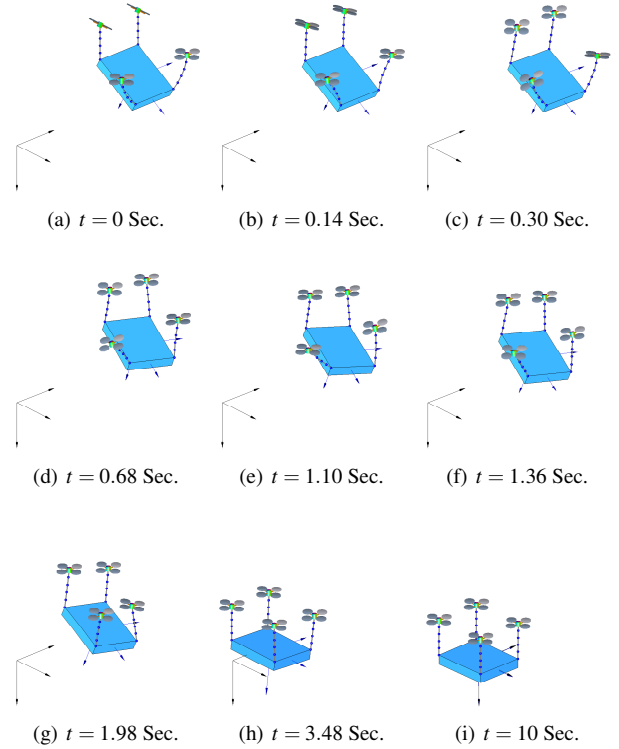 (a) t = 0 Sec.
(b) t = 0.14 Sec.
(c) t = 0.30 Sec.
(d) t = 0.68 Sec.
(e) t = 1.10 Sec.
(f) t = 1.36 Sec.
(g) t = 1.98 Sec.
(h) t = 3.48 Sec.
(i) t = 10 Sec.